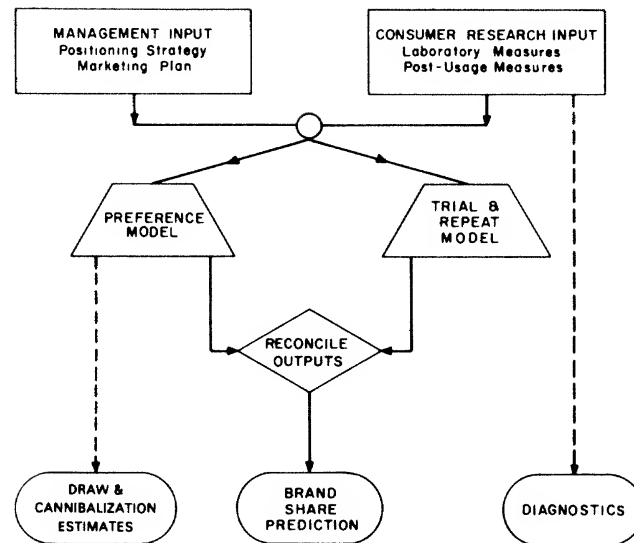 MANAGEMENT INPUT
Positioning Strategy
Marketing Plan
CONSUMER RESEARCH INPUT
Laboratory Measures
Post-Usage Measures
PREFERENCE
MODEL
TRIAL &
REPEAT
MODEL
RECONCILE
OUTPUTS
DRAW &
CANNIBALIZATION
ESTIMATES
BRAND
SHARE
PREDICTION
DIAGNOSTICS